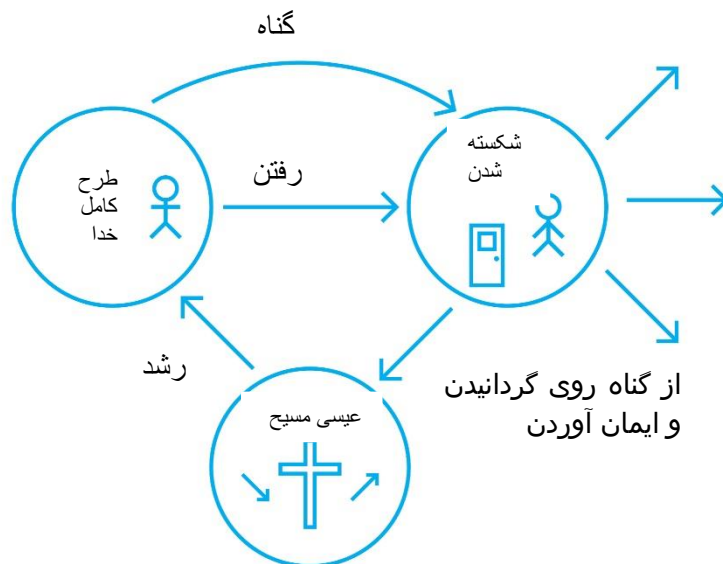 گناه
طرح
کامل
خدا
رفتن
شکسته
شدن
رشد
عیسی مسیح
از گناه روی گردانیدن
و ایمان آوردن